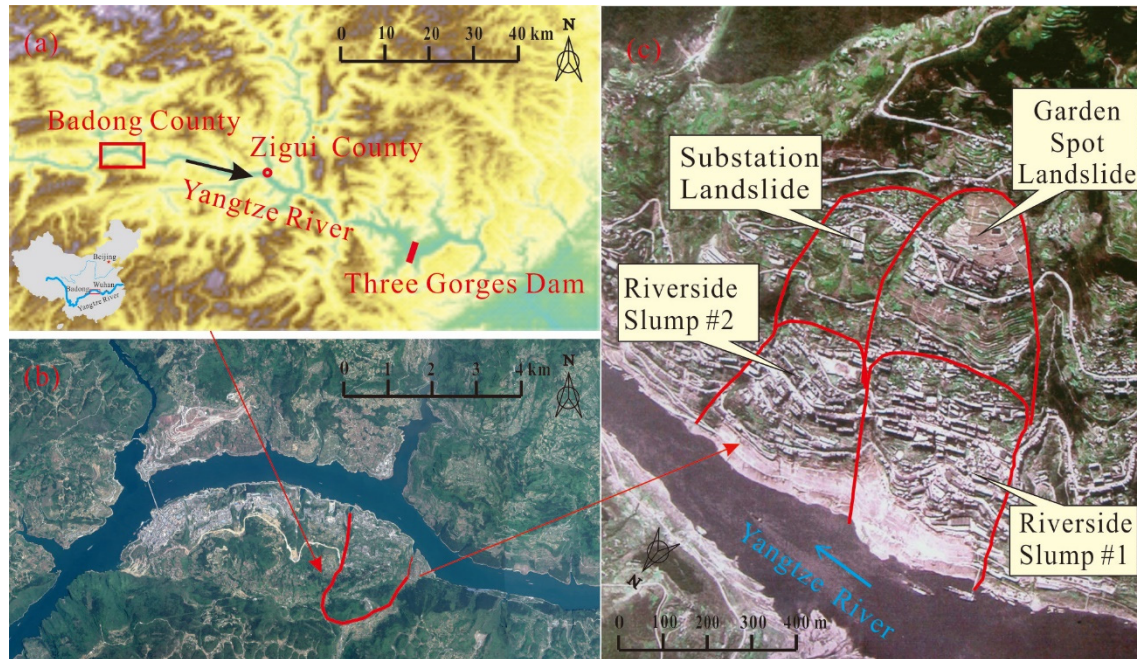 (a)
N
0 10 20 30 40 km
Badong County
Zigui County
Yangtze River
Three Gorges Dam
Beijing
Badong
Wuhan
Yangtze River
(b)
N
0 1 2 3 4 km
(c)
Garden
Spot
Landslide
Substation
Landslide
Riverside
Slump #2
Riverside
Slump #1
Yangtze River
N
0 100 200 300 400 m